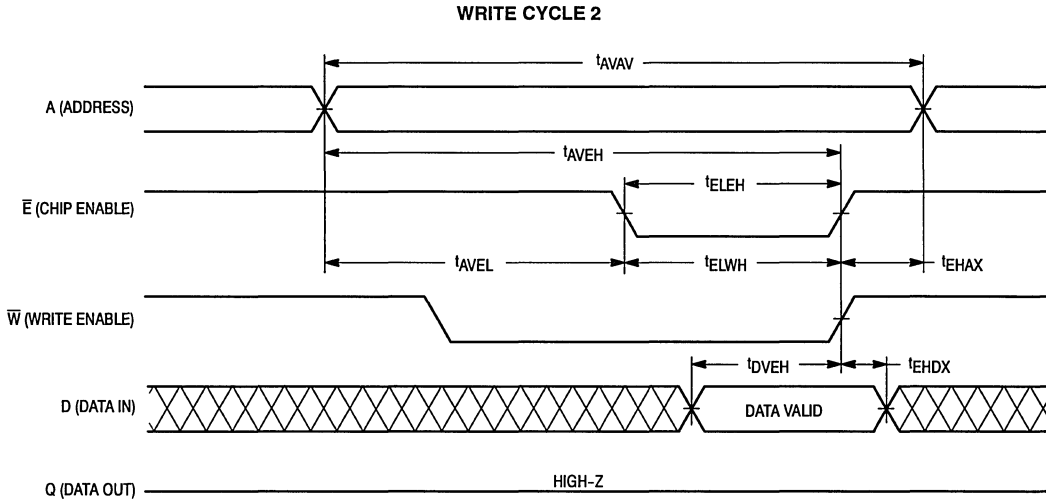 WRITE CYCLE 2
tAVAV
A (ADDRESS)
tAVEH
tELEH
E̅ (CHIP ENABLE)
tAVEL
tELWH
tEHAX
W̅ (WRITE ENABLE)
tDVEH
tEHDX
D (DATA IN)
DATA VALID
Q (DATA OUT)
HIGH-Z